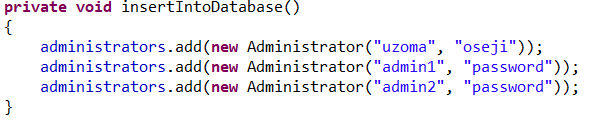 private void insertIntoDatabase()
{
    administrators.add(new Administrator("uzoma", "oseji"));
    administrators.add(new Administrator("admin1", "password"));
    administrators.add(new Administrator("admin2", "password"));
}